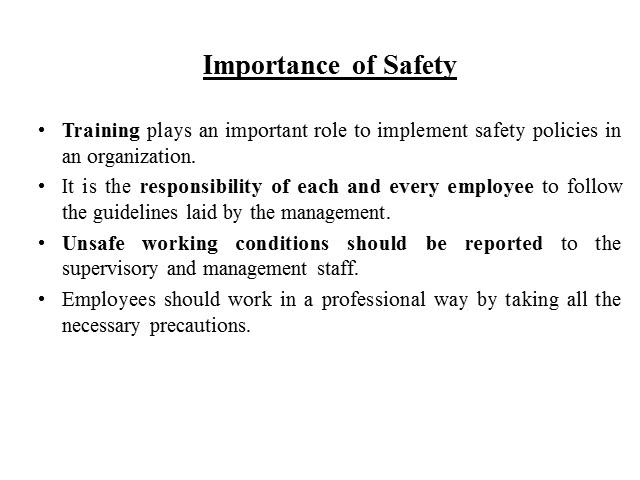 Importance of Safety
• Training plays an important role to implement safety policies in
an organization.
• It is the responsibility of each and every employee to follow
the guidelines laid by the management.
• Unsafe working conditions should be reported to the
supervisory and management staff.
• Employees should work in a professional way by taking all the
necessary precautions.